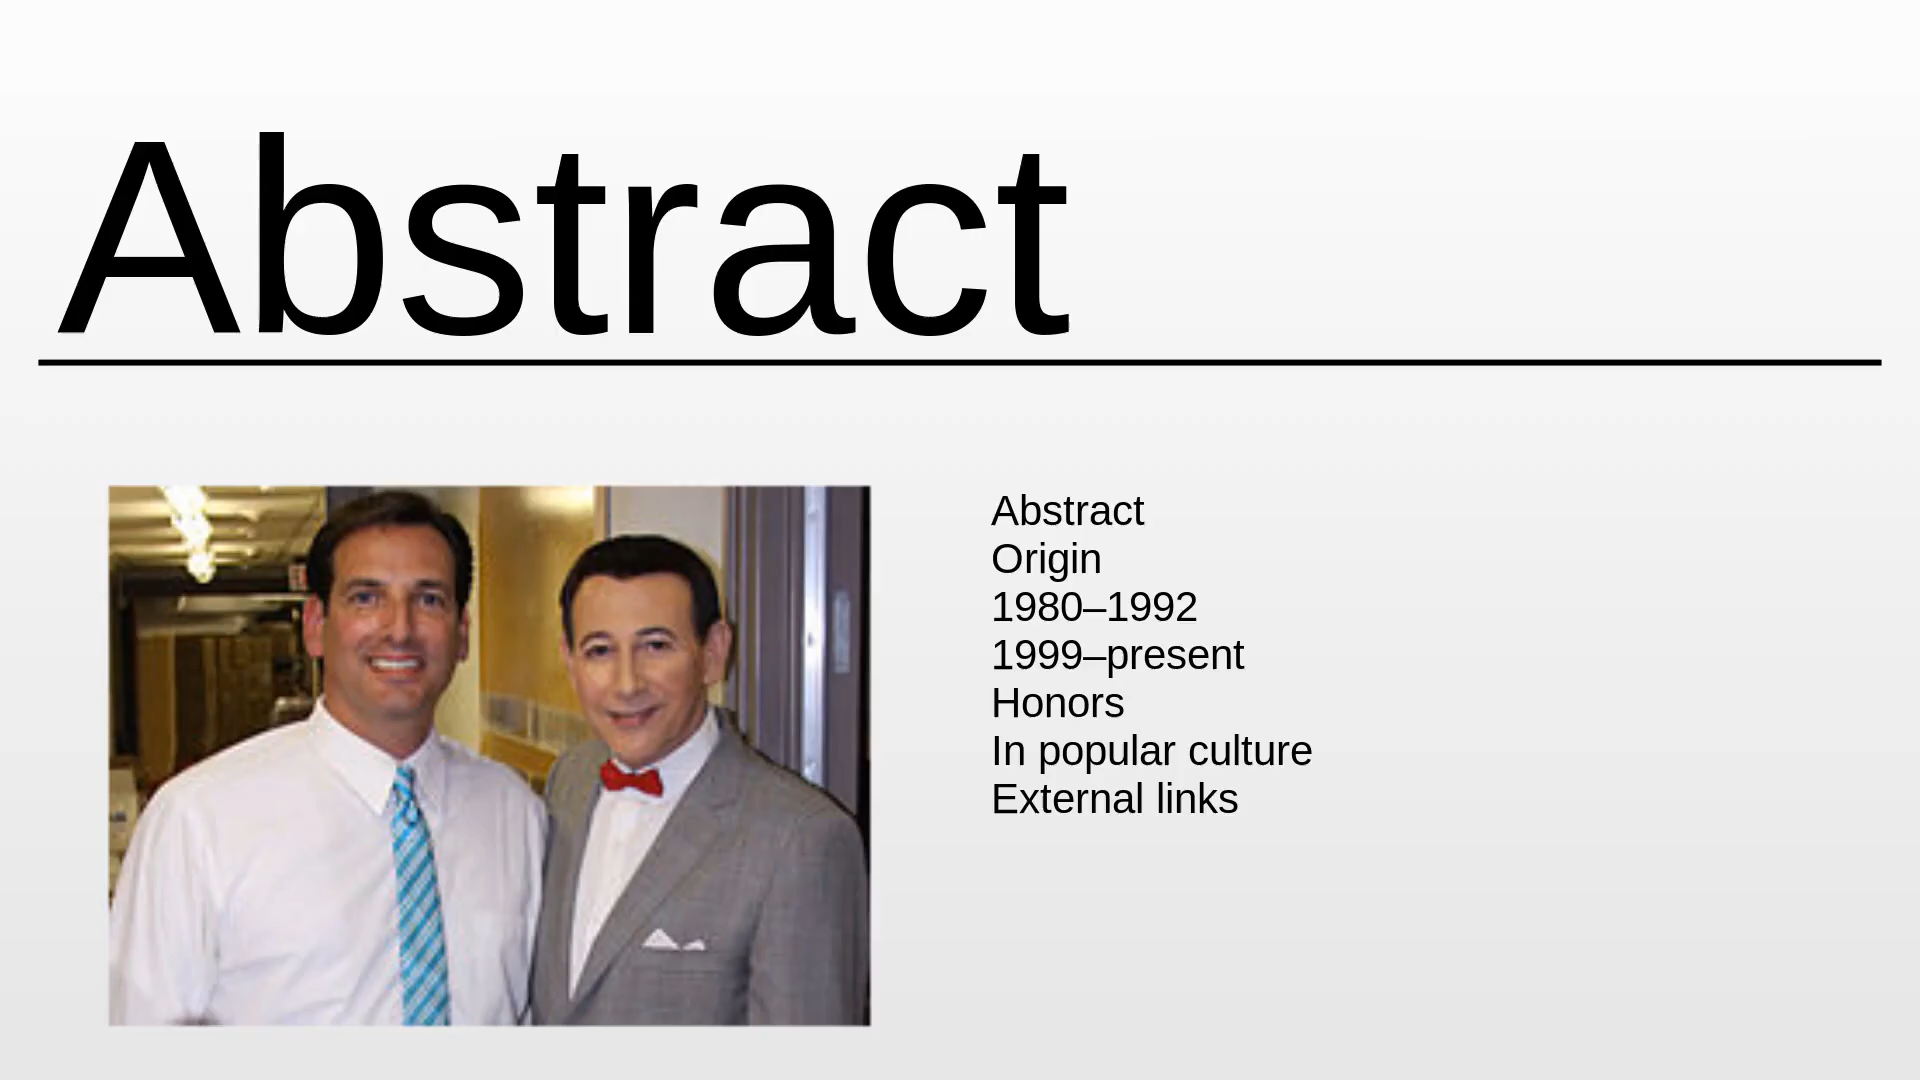 Abstract
Abstract
Origin
1980–1992
1999–present
Honors
In popular culture
External links